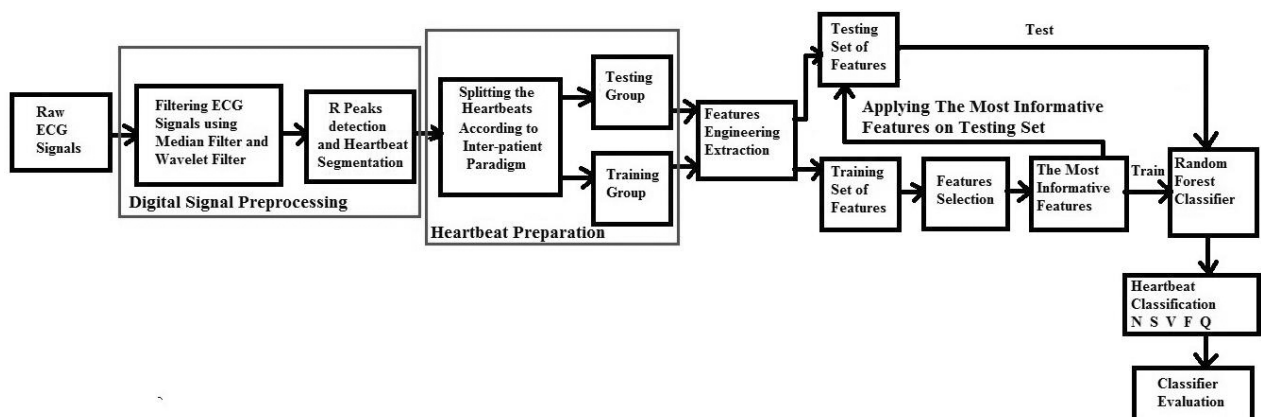 Raw
ECG
Signals
Filtering ECG
Signals using
Median Filter and
Wavelet Filter
R Peaks
detection
and Heartbeat
Segmentation
Digital Signal Preprocessing
Splitting the
Heartbeats
According to
Inter-patient
Paradigm
Testing
Group
Training
Group
Heartbeat Preparation
Features
Engineering
Extraction
Testing
Set of
Features
Test
Applying The Most Informative
Features on Testing Set
Training
Set of
Features
Features
Selection
The Most
Informative
Features
Train
Random
Forest
Classifier
Heartbeat
Classification
N S V F Q
Classifier
Evaluation